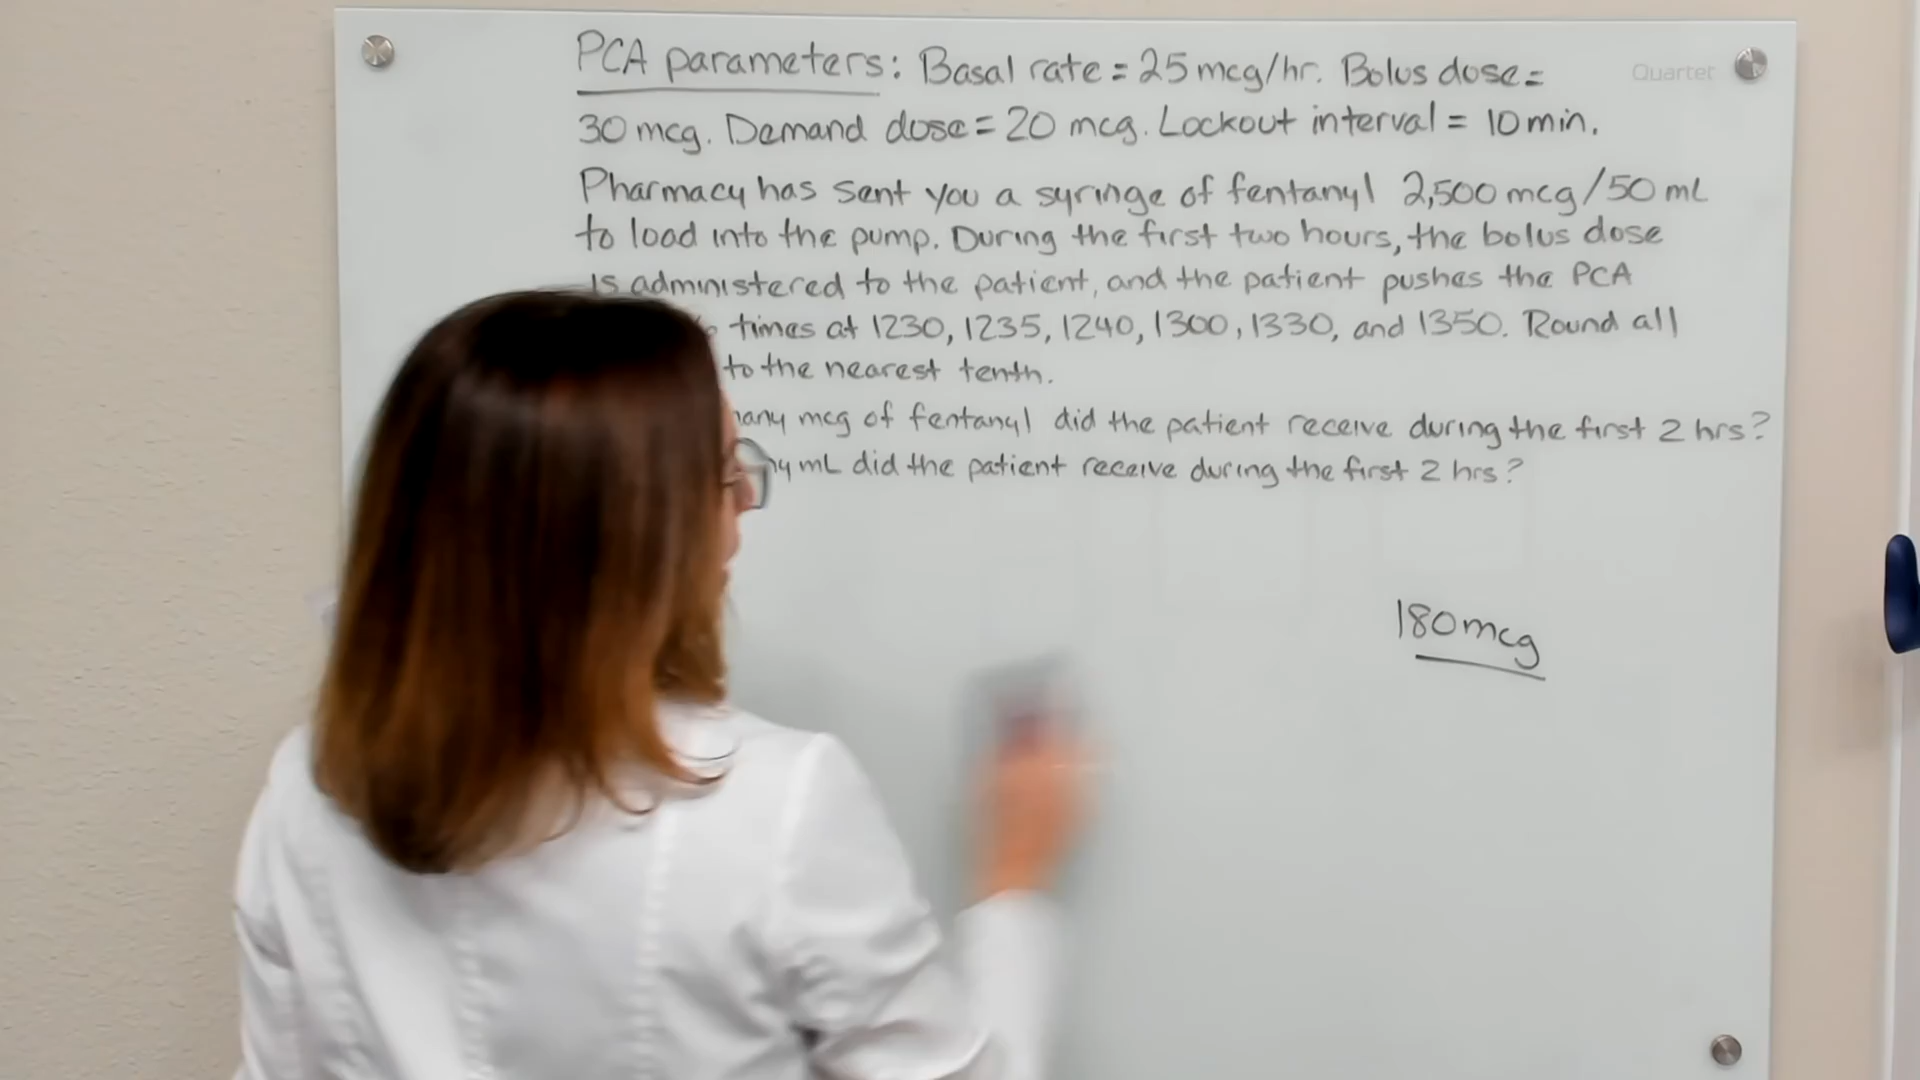 PCA parameters: Basal rate = 25 mcg/hr. Bolus dose =
Quartet
30 mcg. Demand dose = 20 mcg. Lockout interval = 10 min.
Pharmacy has sent you a syringe of fentanyl 2,500 mcg/50 mL
to load into the pump. During the first two hours, the bolus dose
is administered to the patient, and the patient pushes the PCA
times at 1230, 1235, 1240, 1300, 1330, and 1350. Round all
to the nearest tenth.
mcg of fentanyl did the patient receive during the first 2 hrs?
mL did the patient receive during the first 2 hrs?
180 mcg